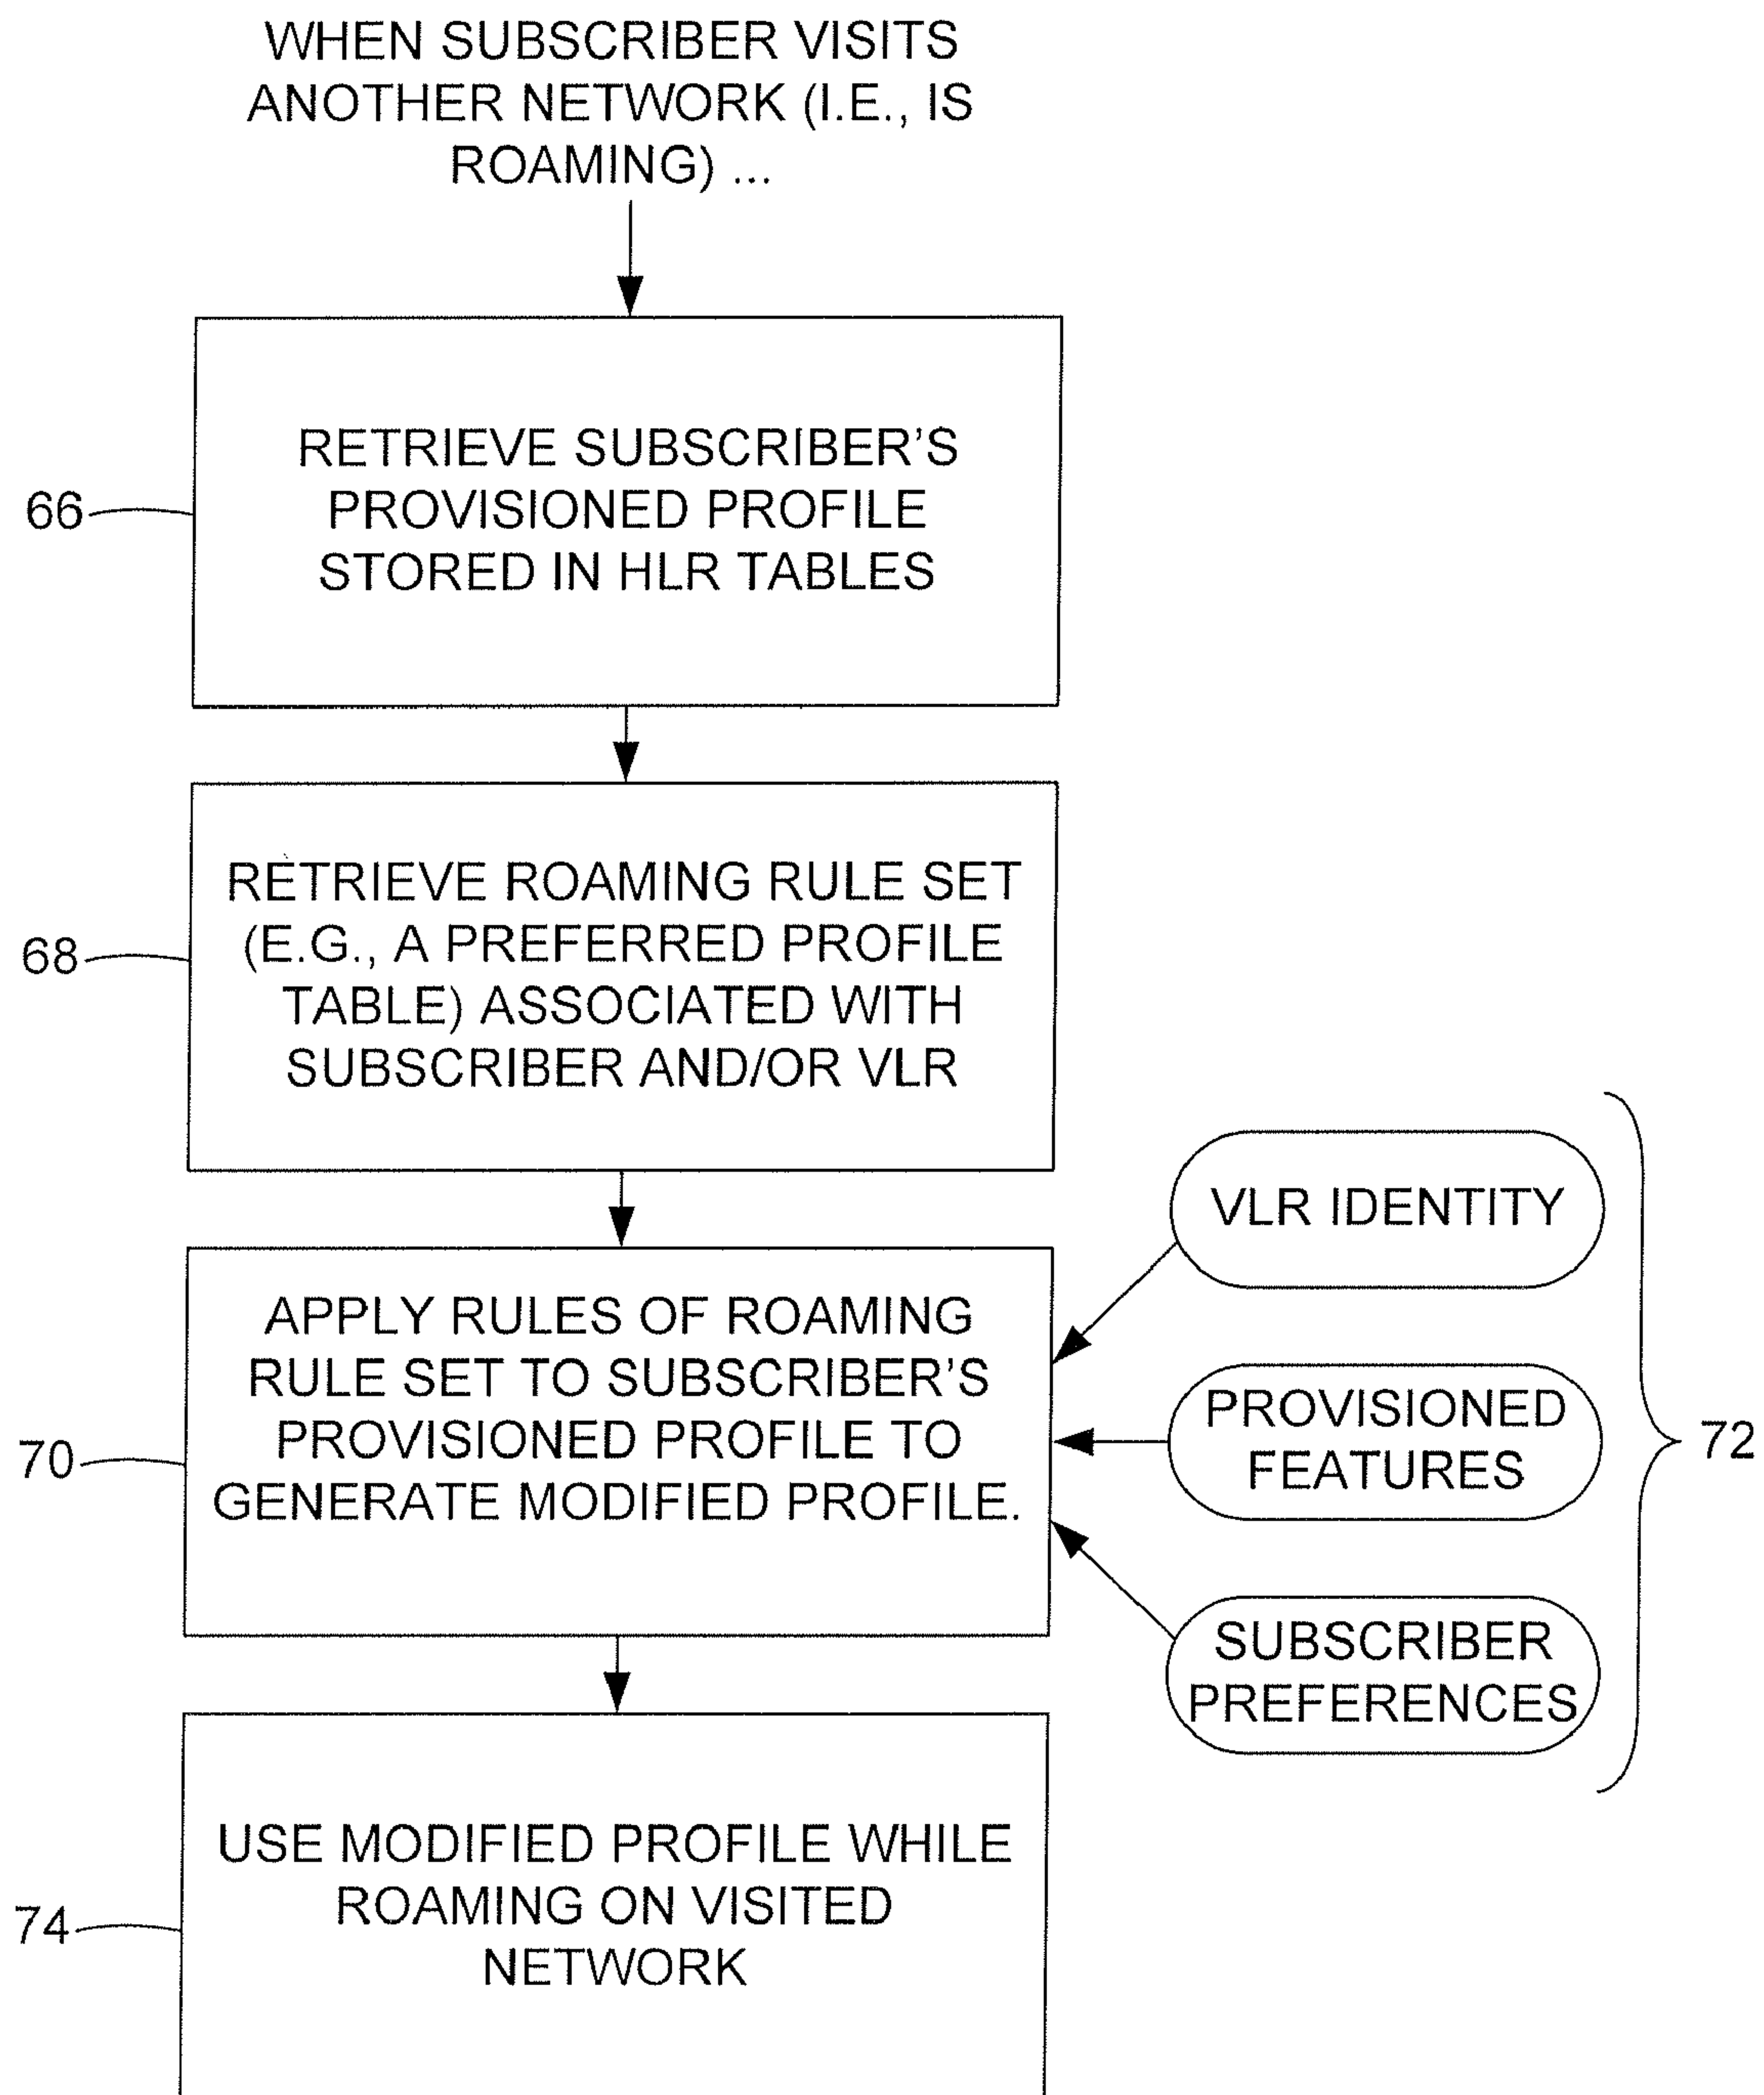 WHEN SUBSCRIBER VISITS
ANOTHER NETWORK (I.E., IS
ROAMING) ...
66
RETRIEVE SUBSCRIBER'S
PROVISIONED PROFILE
STORED IN HLR TABLES
68
RETRIEVE ROAMING RULE SET
(E.G., A PREFERRED PROFILE
TABLE) ASSOCIATED WITH
SUBSCRIBER AND/OR VLR
70
APPLY RULES OF ROAMING
RULE SET TO SUBSCRIBER'S
PROVISIONED PROFILE TO
GENERATE MODIFIED PROFILE.
VLR IDENTITY
PROVISIONED
FEATURES
SUBSCRIBER
PREFERENCES
72
74
USE MODIFIED PROFILE WHILE
ROAMING ON VISITED
NETWORK